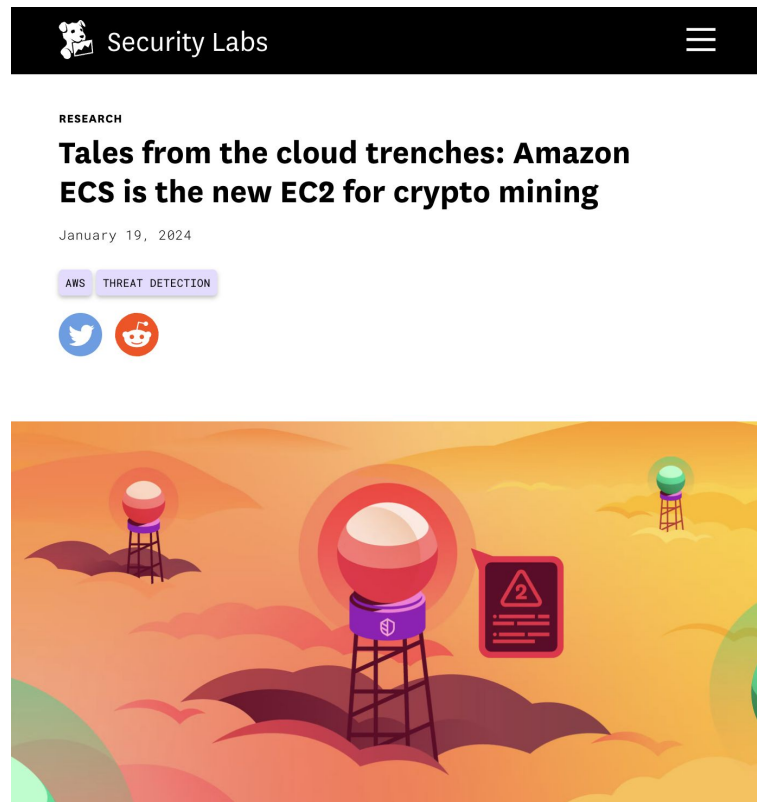 Security Labs
RESEARCH
Tales from the cloud trenches: Amazon
ECS is the new EC2 for crypto mining
January 19, 2024
AWS THREAT DETECTION
2